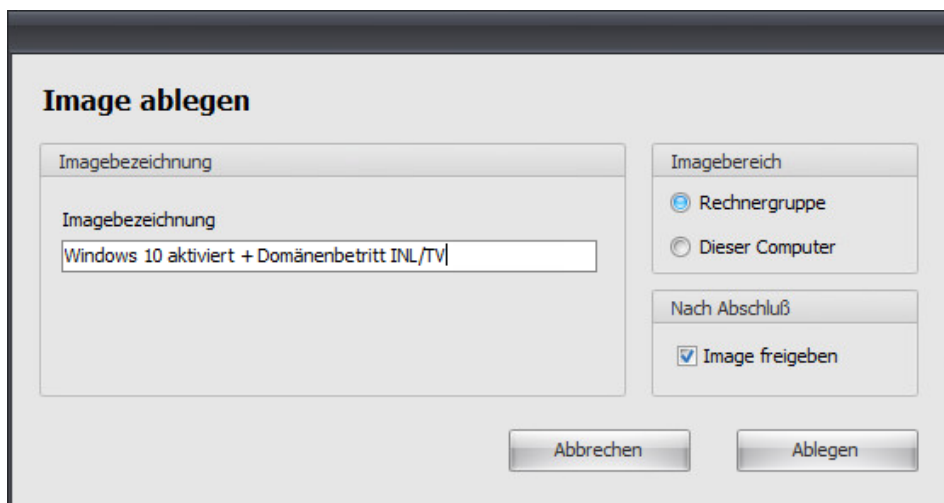 Image ablegen
Imagebezeichnung
Imagebezeichnung
Windows 10 aktiviert + Domänenbetritt INL/TV
Imagebereich
Rechnergruppe
Dieser Computer
Nach Abschluß
Image freigeben
Abbrechen
Ablegen